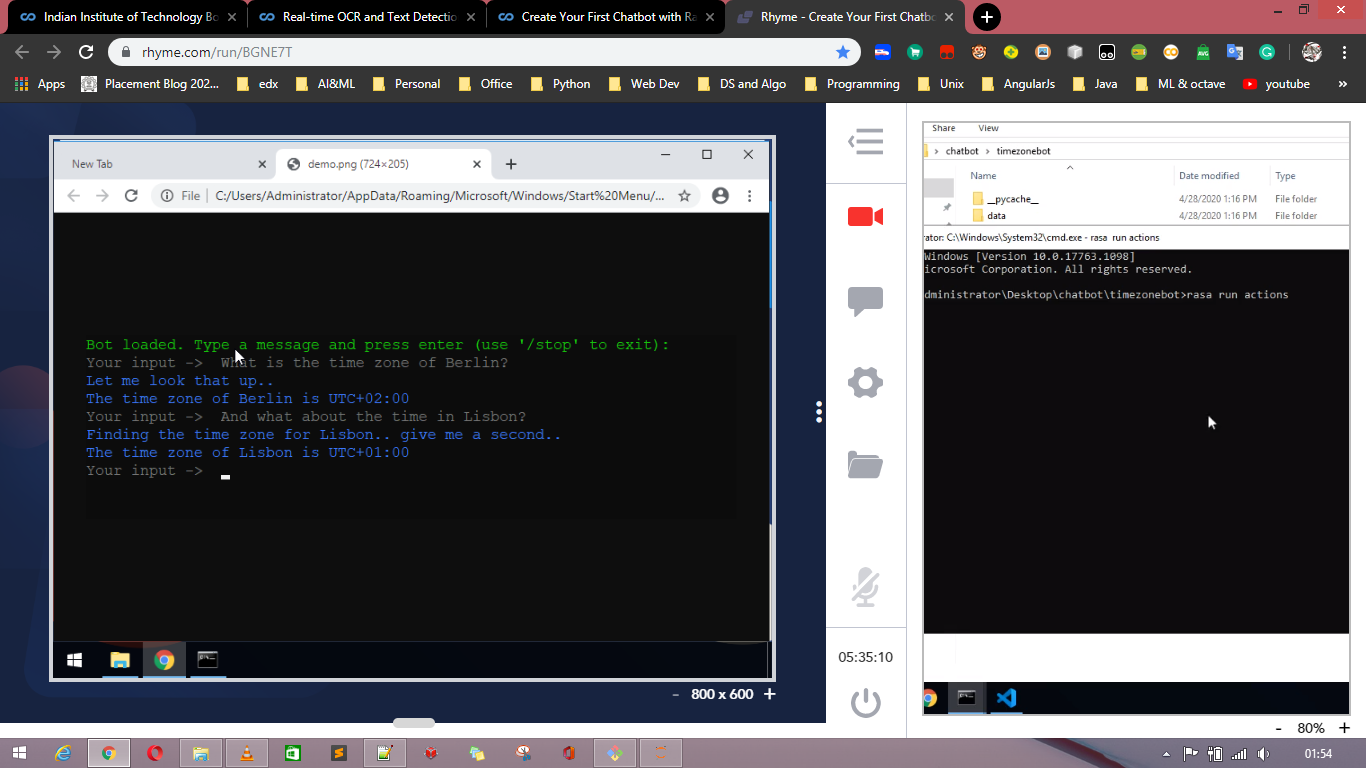 Indian Institute of Technology Bo
Real-time OCR and Text Detectio
Create Your First Chatbot with Ra
Rhyme - Create Your First Chatbo
rhyme.com/run/BGNE7T
Apps
Placement Blog 202...
edx
AI&ML
Personal
Office
Python
Web Dev
DS and Algo
Programming
Unix
AngularJs
Java
ML & octave
youtube
»
New Tab
demo.png (724×205)
File
C:/Users/Administrator/AppData/Roaming/Microsoft/Windows/Start%20Menu/...
Bot loaded. Type a message and press enter (use '/stop' to exit):
Your input -> What is the time zone of Berlin?
Let me look that up..
The time zone of Berlin is UTC+02:00
Your input -> And what about the time in Lisbon?
Finding the time zone for Lisbon.. give me a second..
The time zone of Lisbon is UTC+01:00
Your input ->
- 800 x 600 +
05:35:10
Share View
chatbot › timezonebot
Name Date modified Type
__pycache__ 4/28/2020 1:16 PM File folder
data 4/28/2020 1:16 PM File folder
rator: C:\Windows\System32\cmd.exe - rasa run actions
Windows [Version 10.0.17763.1098]
icrosoft Corporation. All rights reserved.
dministrator\Desktop\chatbot\timezonebot>rasa run actions
- 80% +
01:54